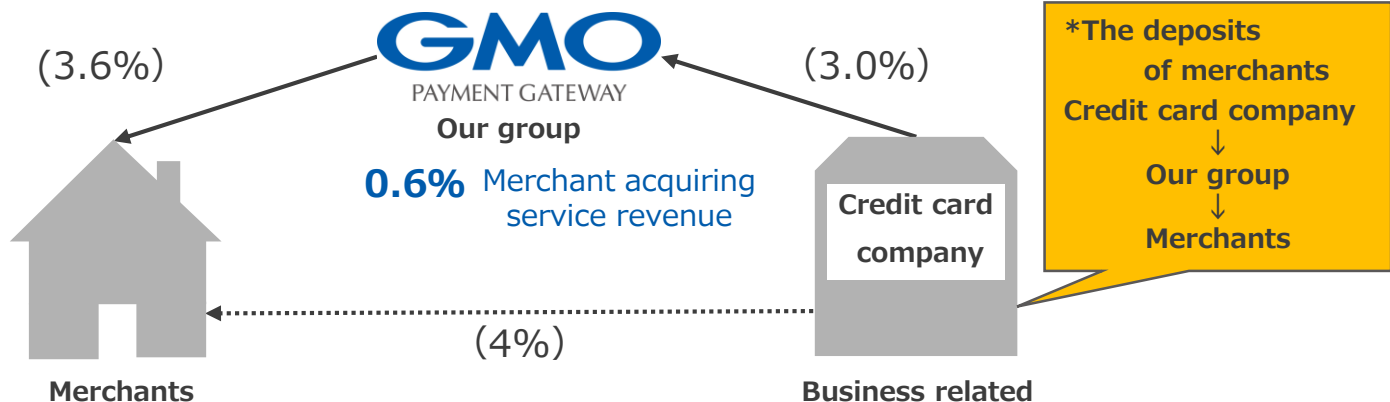 (3.6%)
GMO
PAYMENT GATEWAY
Our group
0.6% Merchant acquiring
service revenue
(3.0%)
Credit card
company
*The deposits
of merchants
Credit card company
↓
Our group
↓
Merchants
(4%)
Merchants
Business related